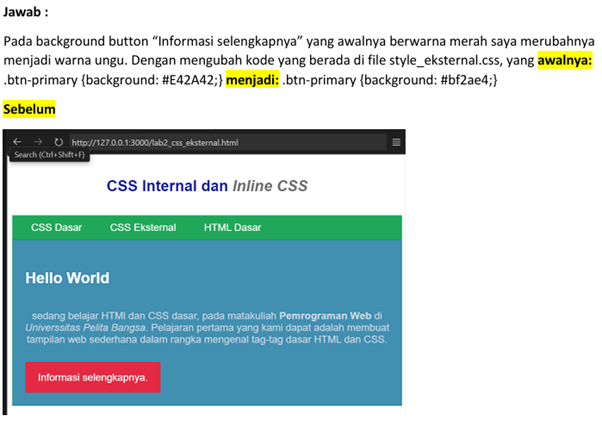 Jawab :
Pada background button “Informasi selengkapnya” yang awalnya berwarna merah saya merubahnya
menjadi warna ungu. Dengan mengubah kode yang berada di file style_eksternal.css, yang awalnya:
.btn-primary {background: #E42A42;} menjadi: .btn-primary {background: #bf2ae4;}
Sebelum
http://127.0.0.1:3000/lab2_css_eksternal.html
Search (Ctrl+Shift+F)
CSS Internal dan Inline CSS
CSS Dasar CSS Eksternal HTML Dasar
Hello World
sedang belajar HTMl dan CSS dasar, pada matakuliah Pemrograman Web di
Universsitas Pelita Bangsa. Pelajaran pertama yang kami dapat adalah membuat
tampilan web sederhana dalam rangka mengenal tag-tag dasar HTML dan CSS.
Informasi selengkapnya.